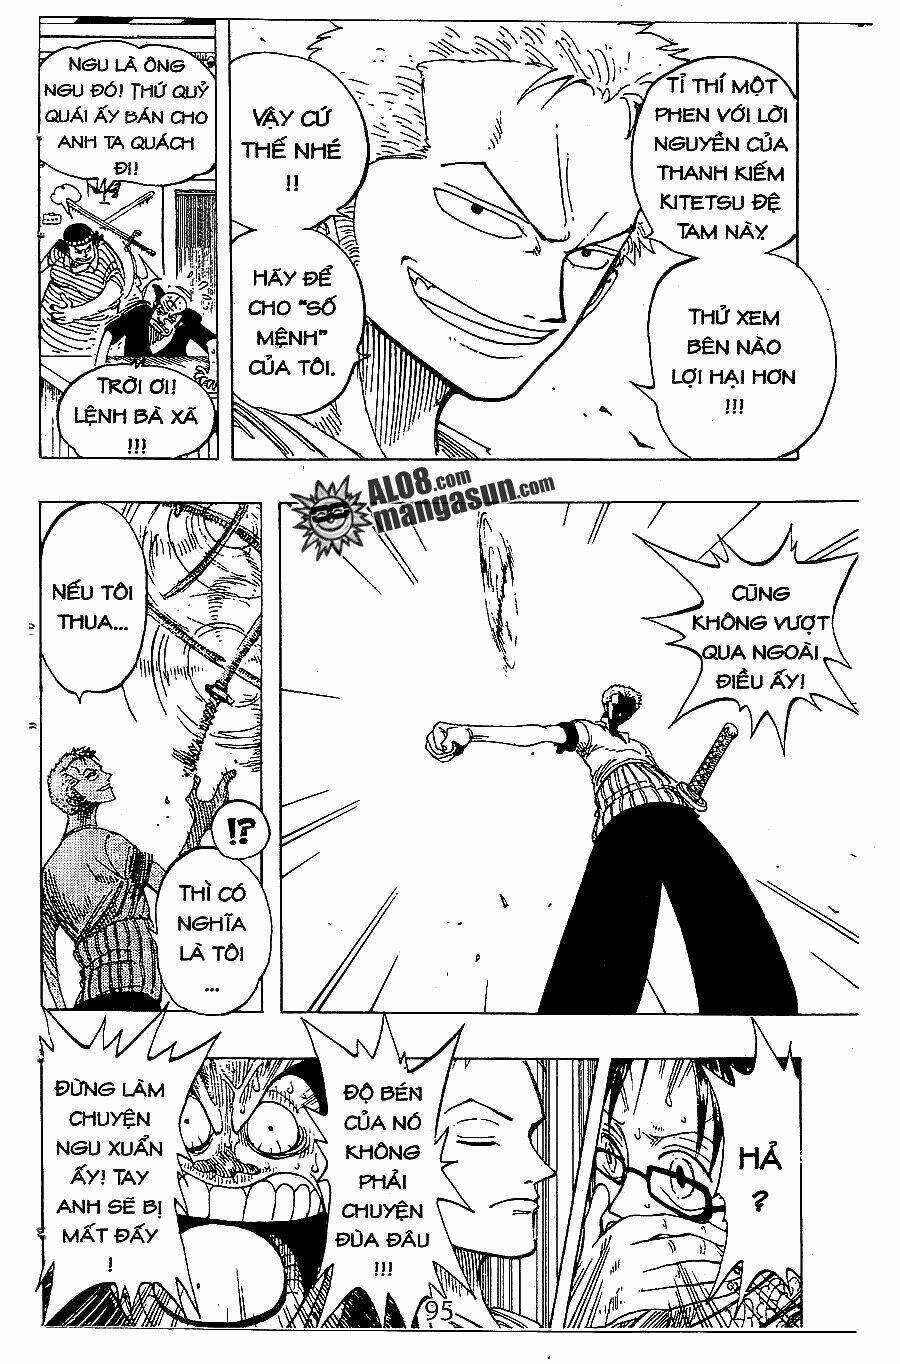 TỈ THÍ MỘT
PHEN VỚI LỜI
NGUYỀN CỦA
THANH KIẾM
KITETSU ĐỆ
TAM NÀY.
THỬ XEM
BÊN NÀO
LỢI HẠI HƠN
!!!
VẬY CỨ
THẾ NHÉ
!!
HÃY ĐỂ
CHO "SỐ
MỆNH"
CỦA TÔI.
NGU LÀ ÔNG
NGU ĐÓ! THỨ QUỶ
QUÁI ẤY BÁN CHO
ANH TA QUÁCH
ĐI!
TRỜI ƠI!
LỆNH BÀ XÃ
!!!
AL08.com
mangasun.com
CŨNG
KHÔNG VƯỢT
QUA NGOÀI
ĐIỀU ẤY!
NẾU TÔI
THUA...
!?
THÌ CÓ
NGHĨA
LÀ TÔI
...
HẢ
?
ĐỘ BÉN
CỦA NÓ
KHÔNG
PHẢI
CHUYỆN
ĐÙA ĐÂU
!!!
ĐỪNG LÀM
CHUYỆN
NGU XUẨN
ẤY! TAY
ANH SẼ BỊ
MẤT ĐẤY
!
95